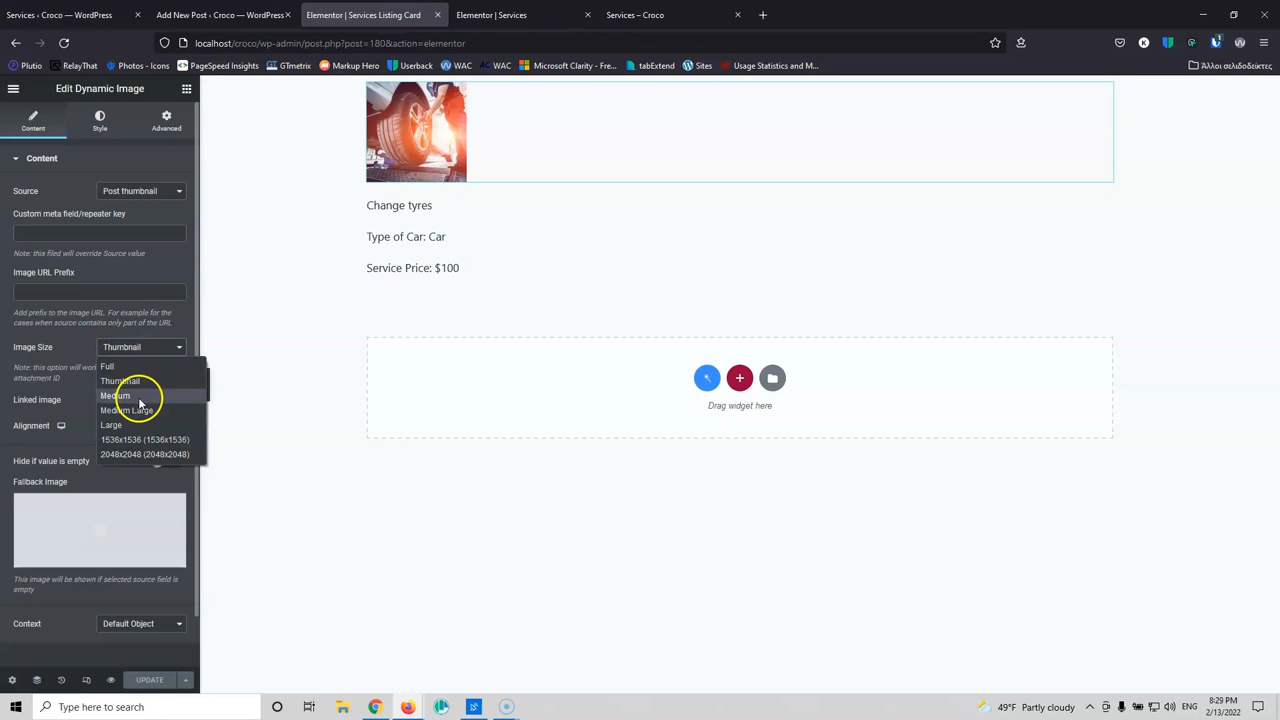 Services ‹ Croco — WordPress
Add New Post ‹ Croco — WordPress
Elementor | Services Listing Card
Elementor | Services
Services – Croco
localhost/croco/wp-admin/post.php?post=180&action=elementor
Plutio
RelayThat
Photos - Icons
PageSpeed Insights
GTmetrix
Markup Hero
Userback
WAC
WAC
Microsoft Clarity - Fre...
tabExtend
Sites
Usage Statistics and M...
Άλλοι σελιδοδείκτες
Edit Dynamic Image
Content
Style
Advanced
Content
Source
Post thumbnail
Custom meta field/repeater key
Note: this filed will override Source value
Image URL Prefix
Add prefix to the image URL. For example for the
cases when source contains only part of the URL
Image Size
Thumbnail
Full
Note: this option will wor
attachment ID
Thumbnail
Medium
Linked image
Medium Large
Alignment
Large
1536x1536 (1536x1536)
2048x2048 (2048x2048)
Hide if value is empty
Fallback Image
This image will be shown if selected source field is
empty
Context
Default Object
UPDATE
Change tyres
Type of Car: Car
Service Price: $100
Drag widget here
Type here to search
49°F Partly cloudy
ENG
8:29 PM
2/13/2022